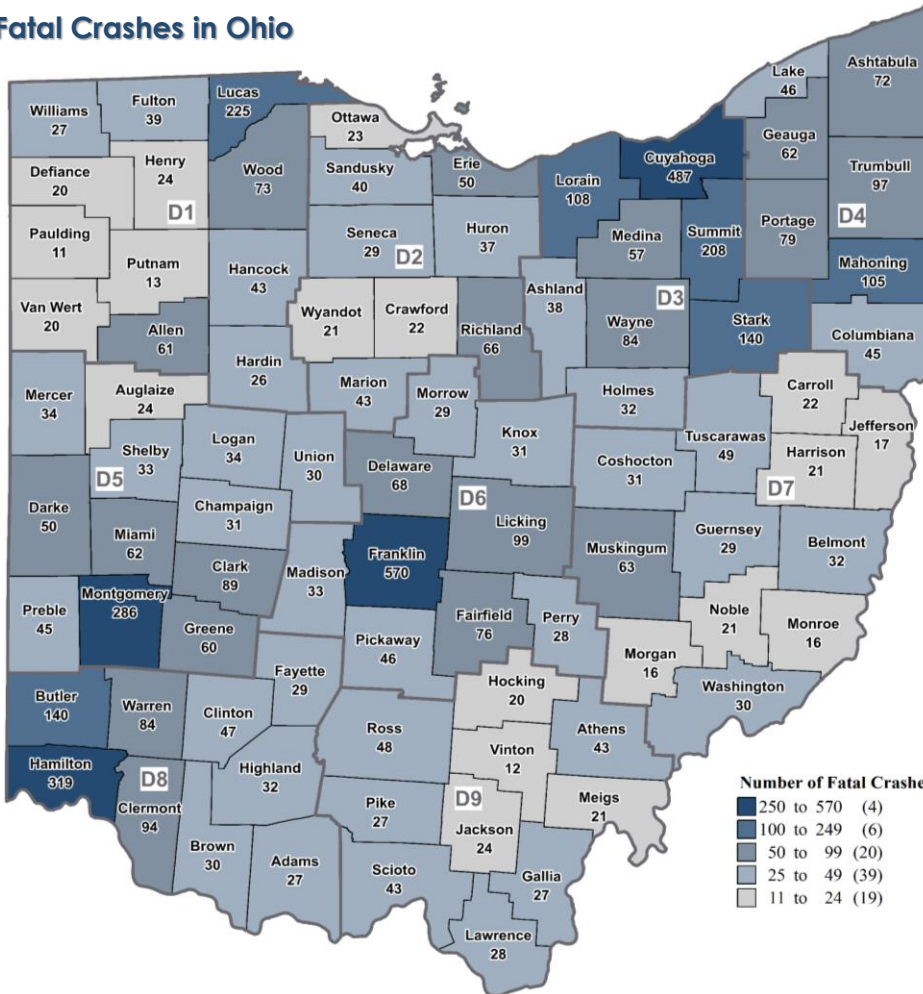 Fatal Crashes in Ohio
Williams
27
Fulton
39
Lucas
225
Ottawa
23
Lake
46
Ashtabula
72
Defiance
20
Henry
24
D1
Wood
73
Sandusky
40
Erie
50
Lorain
108
Cuyahoga
487
Geauga
62
Trumbull
97
D4
Paulding
11
Putnam
13
Hancock
43
Seneca
29
D2
Huron
37
Medina
57
Summit
208
Portage
79
Mahoning
105
Van Wert
20
Allen
61
Hardin
26
Wyandot
21
Crawford
22
Richland
66
Ashland
38
Wayne
84
D3
Stark
140
Columbiana
45
Mercer
34
Auglaize
24
Marion
43
Morrow
29
Holmes
32
Carroll
22
Jefferson
17
Shelby
33
D5
Logan
34
Union
30
Delaware
68
Knox
31
Coshocton
31
Tuscarawas
49
Harrison
21
D7
Darke
50
Miami
62
Champaign
31
Clark
89
Madison
33
Franklin
570
D6
Licking
99
Muskingum
63
Guernsey
29
Belmont
32
Preble
45
Montgomery
286
Greene
60
Fayette
29
Pickaway
46
Fairfield
76
Perry
28
Morgan
16
Noble
21
Monroe
16
Washington
30
Butler
140
Warren
84
Clinton
47
Ross
48
Hocking
20
Athens
43
Vinton
12
Hamilton
319
D8
Clermont
94
Highland
32
Pike
27
D9
Jackson
24
Meigs
21
Brown
30
Adams
27
Scioto
43
Gallia
27
Lawrence
28
Number of Fatal Crashe
250 to 570 (4)
100 to 249 (6)
50 to 99 (20)
25 to 49 (39)
11 to 24 (19)